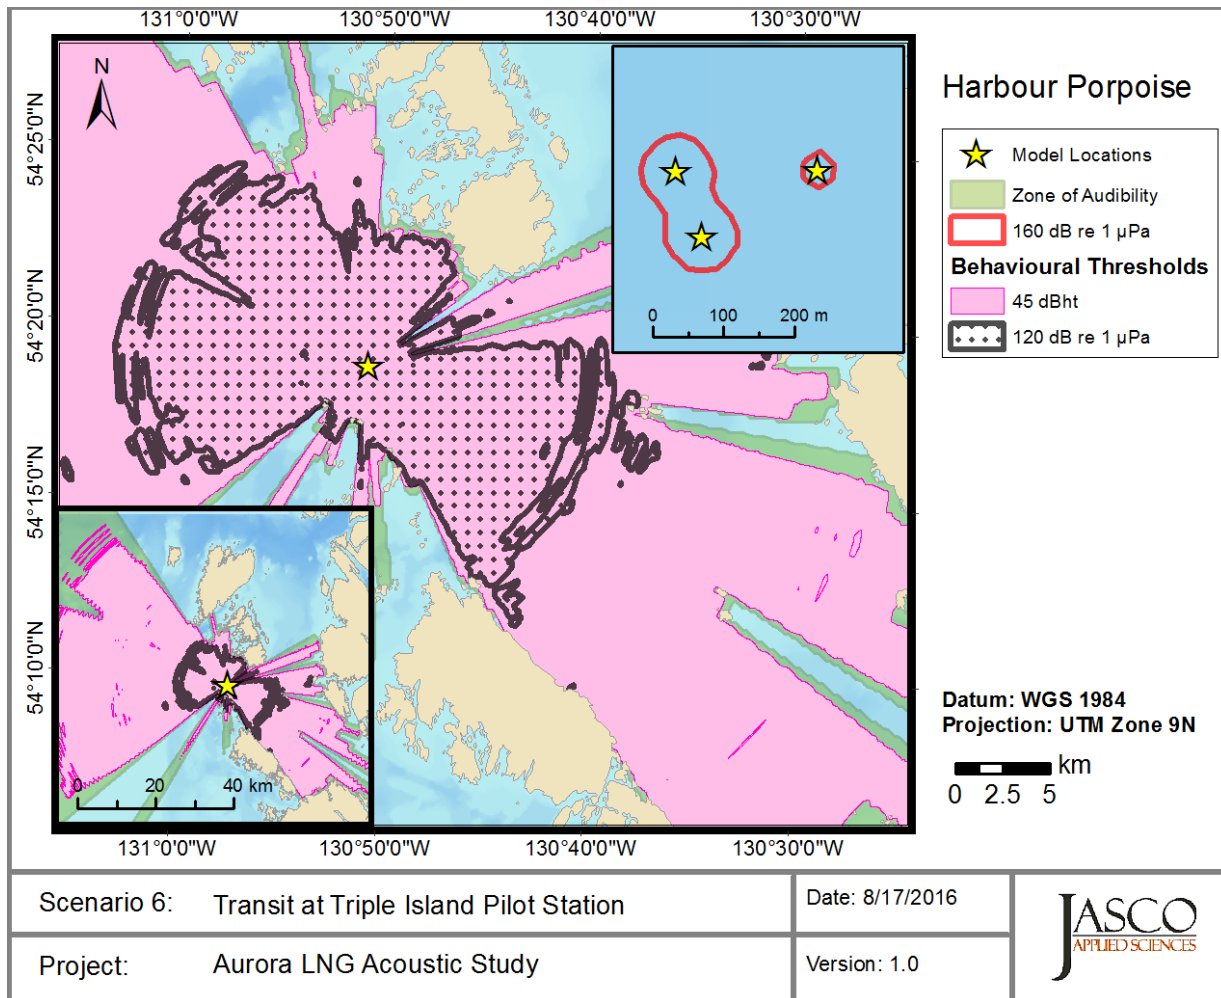 131°0'0"W 130°50'0"W 130°40'0"W 130°30'0"W
N
54°25'0"N
54°20'0"N
54°15'0"N
54°10'0"N
0 100 200 m
0 20 40 km
131°0'0"W 130°50'0"W 130°40'0"W 130°30'0"W
Harbour Porpoise
Model Locations
Zone of Audibility
160 dB re 1 µPa
Behavioural Thresholds
45 dBht
120 dB re 1 µPa
Datum: WGS 1984
Projection: UTM Zone 9N
km
0 2.5 5
Scenario 6: Transit at Triple Island Pilot Station
Date: 8/17/2016
Project: Aurora LNG Acoustic Study
Version: 1.0
JASCO
APPLIED SCIENCES